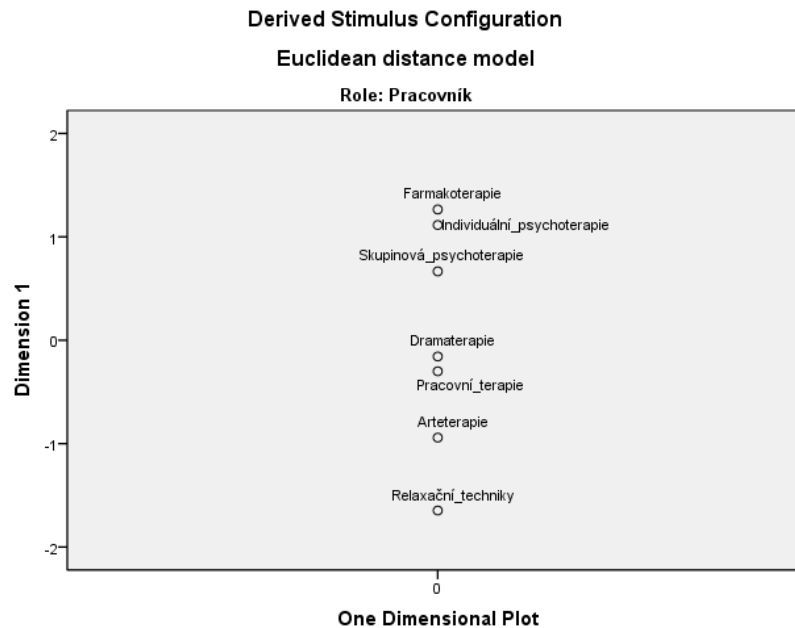 Derived Stimulus Configuration
Euclidean distance model
Role: Pracovník
2
Farmakoterapie
Individuální_psychoterapie
1
Skupinová_psychoterapie
Dimension 1
0
Dramaterapie
Pracovní_terapie
Arteterapie
-1
Relaxační_techniky
-2
0
One Dimensional Plot